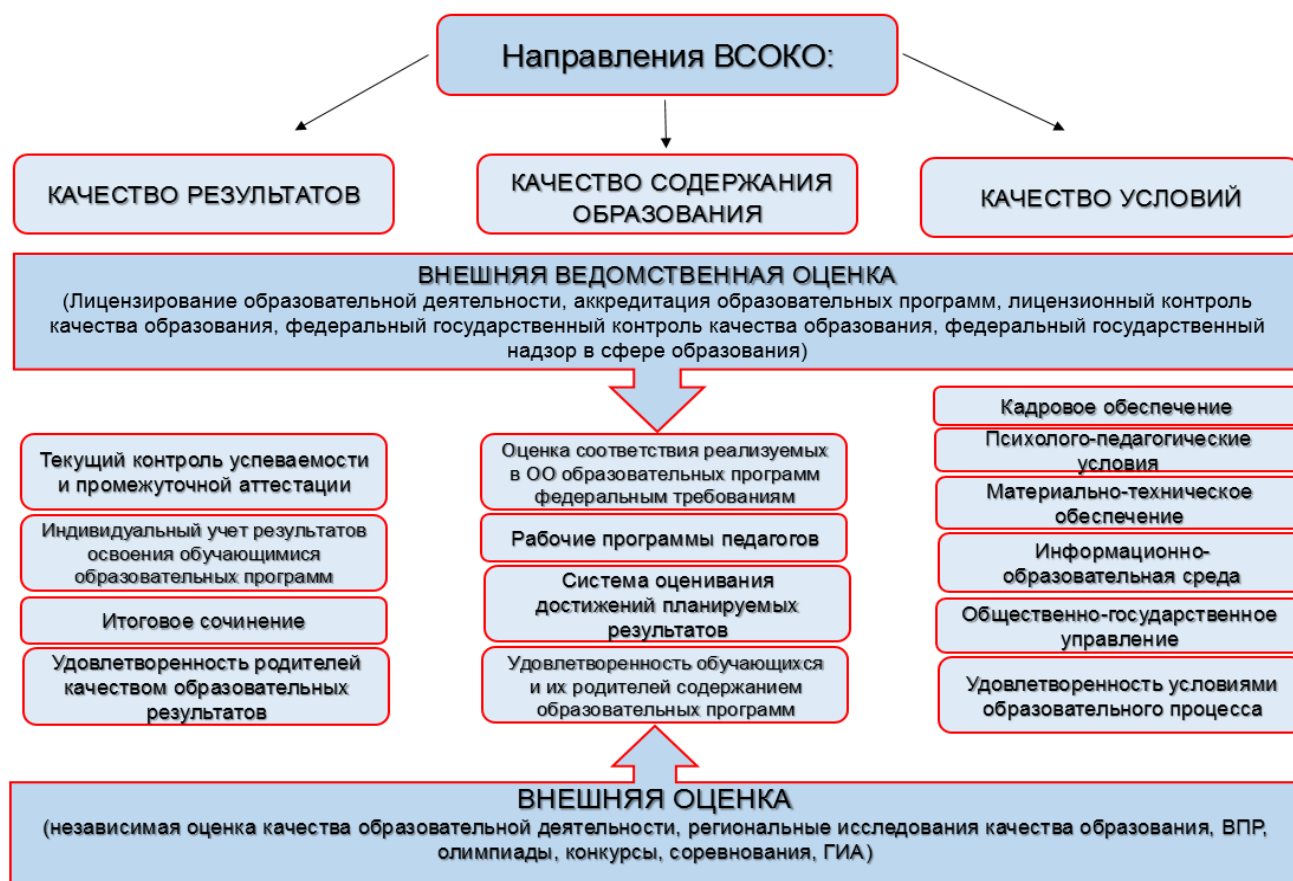 Направления ВСОКО:
КАЧЕСТВО РЕЗУЛЬТАТОВ
КАЧЕСТВО СОДЕРЖАНИЯ
ОБРАЗОВАНИЯ
КАЧЕСТВО УСЛОВИЙ
ВНЕШНЯЯ ВЕДОМСТВЕННАЯ ОЦЕНКА
(Лицензирование образовательной деятельности, аккредитация образовательных программ, лицензионный контроль
качества образования, федеральный государственный контроль качества образования, федеральный государственный
надзор в сфере образования)
Текущий контроль успеваемости
и промежуточной аттестации
Индивидуальный учет результатов
освоения обучающимися
образовательных программ
Итоговое сочинение
Удовлетворенность родителей
качеством образовательных
результатов
Оценка соответствия реализуемых
в ОО образовательных программ
федеральным требованиям
Рабочие программы педагогов
Система оценивания
достижений планируемых
результатов
Удовлетворенность обучающихся
и их родителей содержанием
образовательных программ
Кадровое обеспечение
Психолого-педагогические
условия
Материально-техническое
обеспечение
Информационно-
образовательная среда
Общественно-государственное
управление
Удовлетворенность условиями
образовательного процесса
ВНЕШНЯЯ ОЦЕНКА
(независимая оценка качества образовательной деятельности, региональные исследования качества образования, ВПР,
олимпиады, конкурсы, соревнования, ГИА)